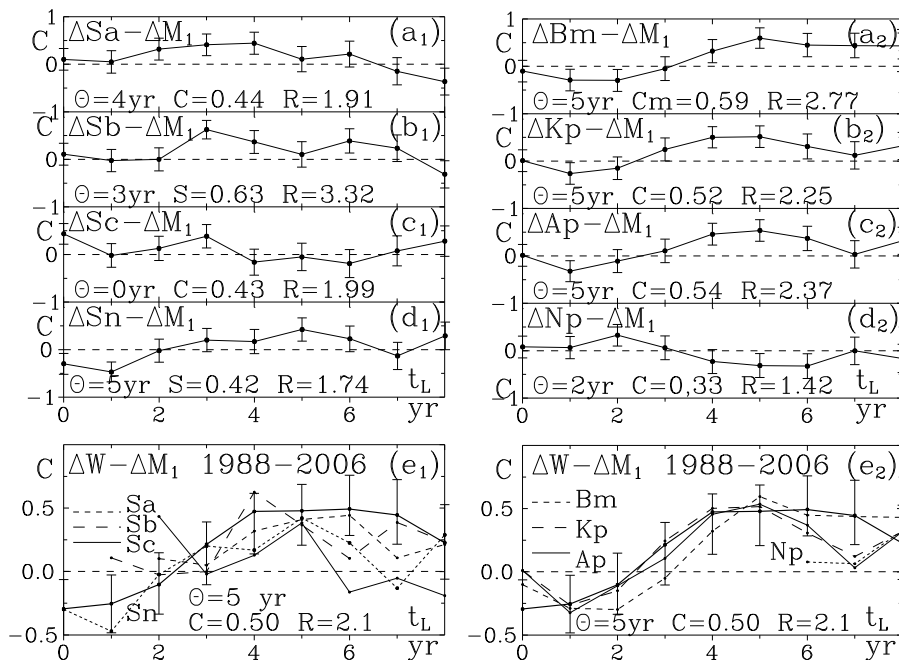 1
C ΔSa−ΔM₁ (a₁)
0
Θ=4yr C=0.44 R=1.91
−1
C ΔSb−ΔM₁ (b₁)
0
Θ=3yr S=0.63 R=3.32
C ΔSc−ΔM₁ (c₁)
0
Θ=0yr C=0.43 R=1.99
−1
C ΔSn−ΔM₁ (d₁)
0
Θ=5yr S=0.42 R=1.74 t_L
−1
0 2 4 6 yr
1
C ΔBm−ΔM₁ (a₂)
0
Θ=5yr Cm=0,59 R=2.77
−1
C ΔKp−ΔM₁ (b₂)
0
Θ=5yr C=0.52 R=2.25
C ΔAp−ΔM₁ (c₂)
0
Θ=5yr C=0.54 R=2.37
−1
C ΔNp−ΔM₁ (d₂)
0
C Θ=2yr C=0,33 R=1.42 t_L
−1
0 2 4 6 yr
C ΔW−ΔM₁ 1988−2006 (e₁)
Sa
0.5
Sb
Sc
0.0
Sn
Θ=5 yr
C=0.50 R=2.1 t_L
−0.5
0 2 4 6 yr
C ΔW−ΔM₁ 1988−2006 (e₂)
Bm
0.5
Kp
Ap
Np
0.0
Θ=5yr C=0.50 R=2.1 t_L
−0.5
0 2 4 6 yr